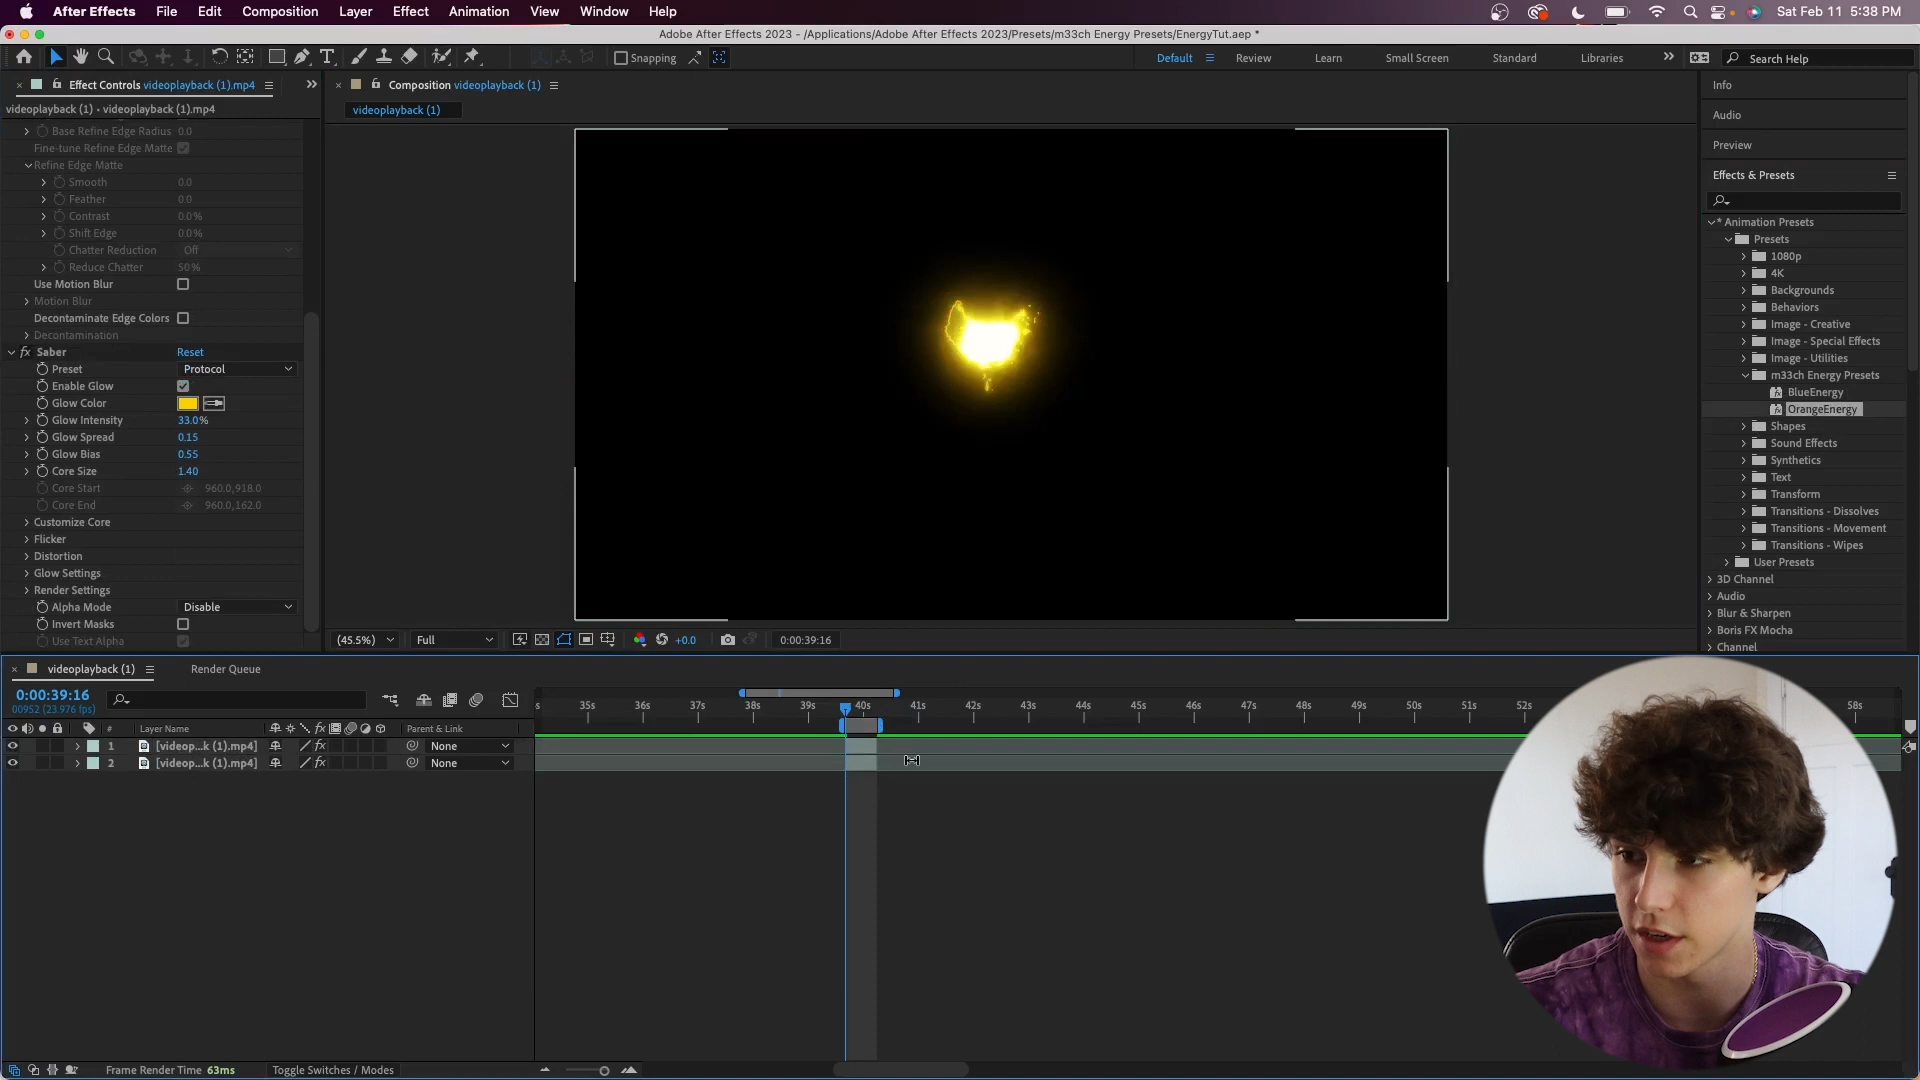 After Effects File Edit Composition Layer Effect Animation View Window Help
Sat Feb 11 5:38 PM
Adobe After Effects 2023 - /Applications/Adobe After Effects 2023/Presets/m33ch Energy Presets/EnergyTut.aep *
Snapping
Default Review Learn Small Screen Standard Libraries Search Help
Effect Controls videoplayback (1).mp4
Composition videoplayback (1)
videoplayback (1) • videoplayback (1).mp4
videoplayback (1)
Base Refine Edge Radius 0.0
Fine-tune Refine Edge Matte
Refine Edge Matte
Smooth 0.0
Feather 0.0
Contrast 0.0%
Shift Edge 0.0%
Chatter Reduction Off
Reduce Chatter 50%
Use Motion Blur
Motion Blur
Decontaminate Edge Colors
Decontamination
fx Saber Reset
Preset Protocol
Enable Glow
Glow Color
Glow Intensity 33.0%
Glow Spread 0.15
Glow Bias 0.55
Core Size 1.40
Core Start 960.0,918.0
Core End 960.0,162.0
Customize Core
Flicker
Distortion
Glow Settings
Render Settings
Alpha Mode Disable
Invert Masks
Use Text Alpha
(45.5%) Full +0.0 0:00:39:16
Info
Audio
Preview
Effects & Presets
* Animation Presets
Presets
1080p
4K
Backgrounds
Behaviors
Image - Creative
Image - Special Effects
Image - Utilities
m33ch Energy Presets
BlueEnergy
OrangeEnergy
Shapes
Sound Effects
Synthetics
Text
Transform
Transitions - Dissolves
Transitions - Movement
Transitions - Wipes
User Presets
3D Channel
Audio
Blur & Sharpen
Boris FX Mocha
Channel
videoplayback (1) Render Queue
0:00:39:16
00952 (23.976 fps)
s 35s 36s 37s 38s 39s 40s 41s 42s 43s 44s 45s 46s 47s 48s 49s 50s 51s 52s 58s
# Layer Name fx Parent & Link
1 [videop...k (1).mp4] fx None
2 [videop...k (1).mp4] fx None
Frame Render Time 63ms Toggle Switches / Modes